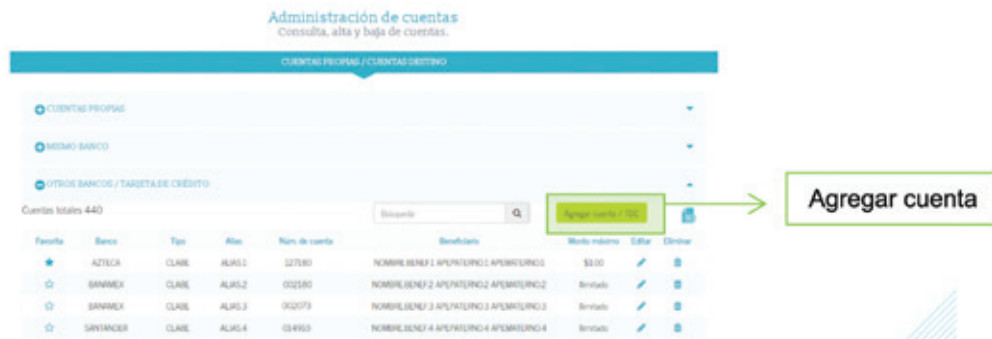 Administración de cuentas
Consulta, alta y baja de cuentas.
CUENTAS PROPIAS / CUENTAS DESTINO
CUENTAS PROPIAS
MISMO BANCO
OTROS BANCOS / TARJETA DE CRÉDITO
Cuentas totales 440 Búsqueda Agregar cuenta / TDC Agregar cuenta
Favorita Banco Tipo Alias Núm. de cuenta Beneficiario Monto máximo Editar Eliminar
AZTECA CLABE ALIAS 1 127180 NOMBRE BENEF 1 APEPATERNO 1 APEMATERNO 1
BANAMEX CLABE ALIAS 2 002180 NOMBRE BENEF 2 APEPATERNO 2 APEMATERNO 2 Ilimitado
BANAMEX CLABE ALIAS 3 002073 NOMBRE BENEF 3 APEPATERNO 3 APEMATERNO 3 Ilimitado
SANTANDER CLABE ALIAS 4 014910 NOMBRE BENEF 4 APEPATERNO 4 APEMATERNO 4 Ilimitado